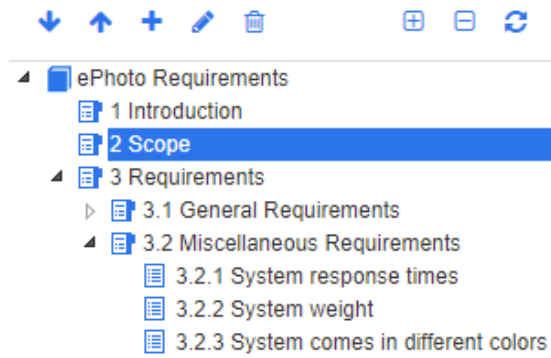 ePhoto Requirements
1 Introduction
2 Scope
3 Requirements
3.1 General Requirements
3.2 Miscellaneous Requirements
3.2.1 System response times
3.2.2 System weight
3.2.3 System comes in different colors